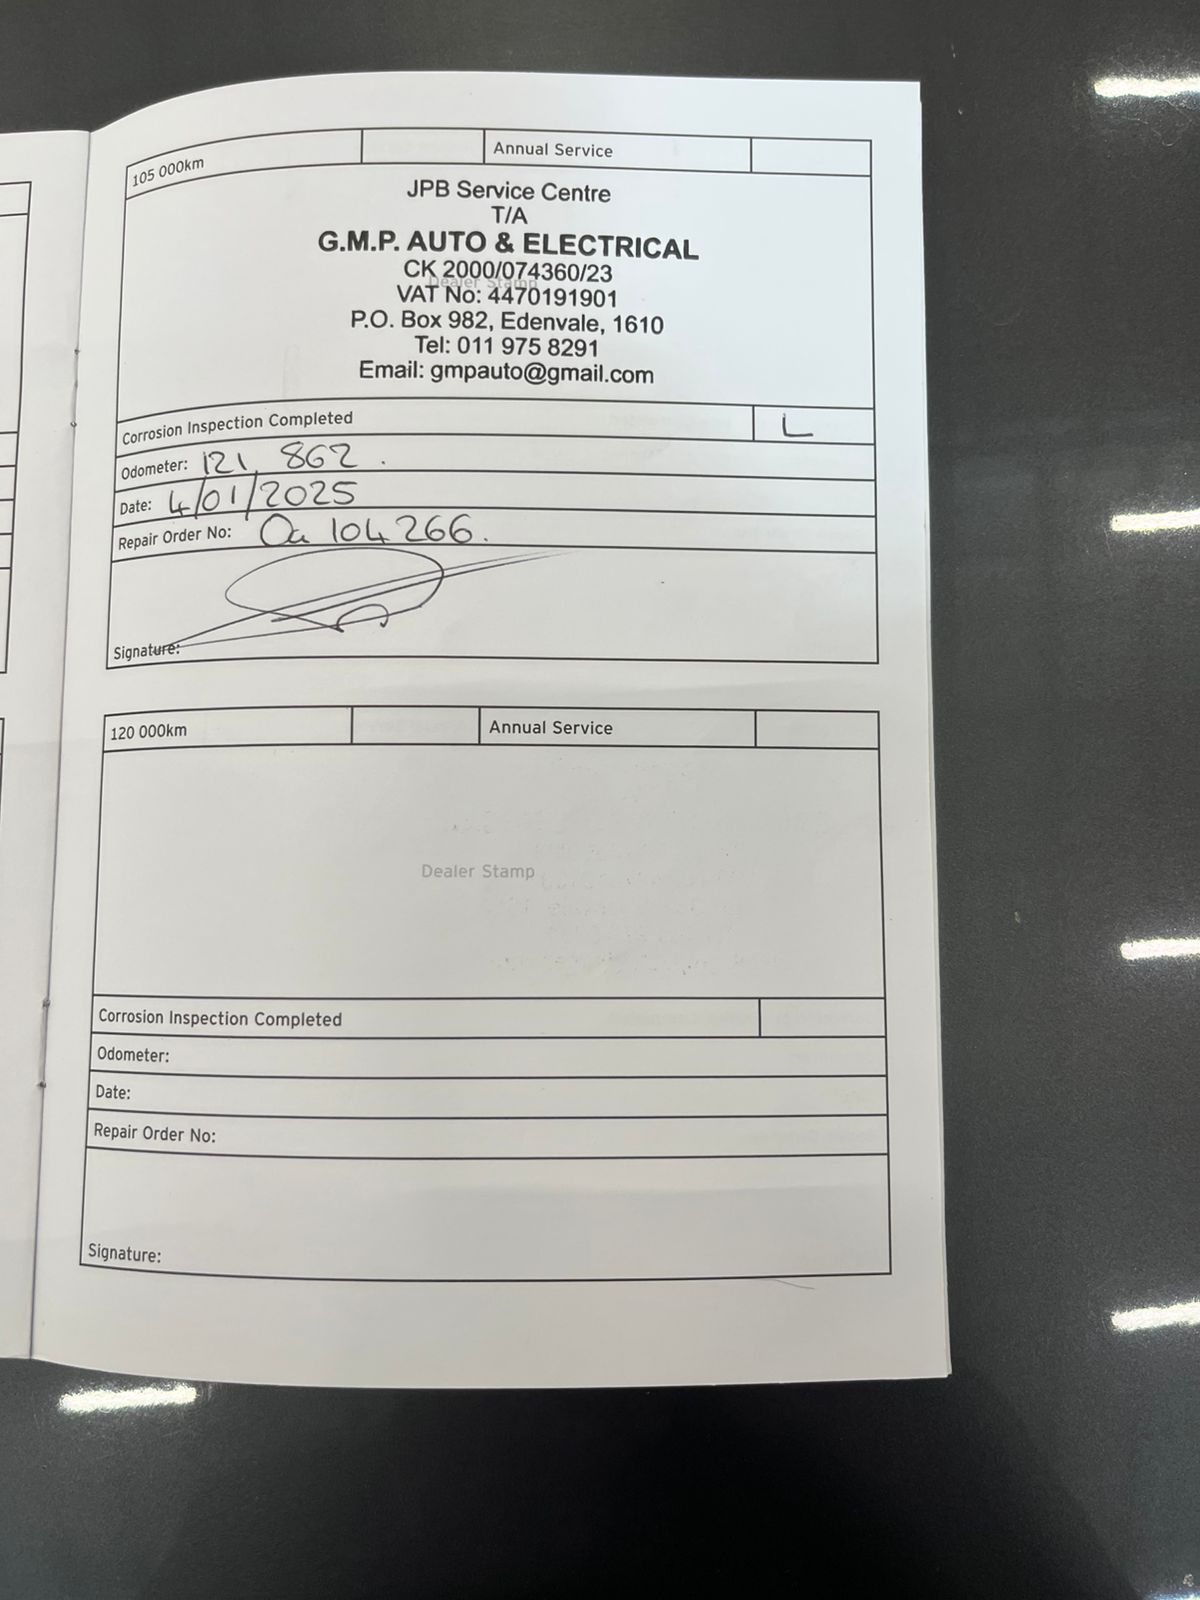 105 000km Annual Service
JPB Service Centre
T/A
G.M.P. AUTO & ELECTRICAL
CK 2000/074360/23
Dealer Stamp
VAT No: 4470191901
P.O. Box 982, Edenvale, 1610
Tel: 011 975 8291
Email: gmpauto@gmail.com
Corrosion Inspection Completed L
Odometer: 121, 862.
Date: 4/01/2025
Repair Order No: Oa 104266.
Signature:
120 000km Annual Service
Dealer Stamp
Corrosion Inspection Completed
Odometer:
Date:
Repair Order No:
Signature: